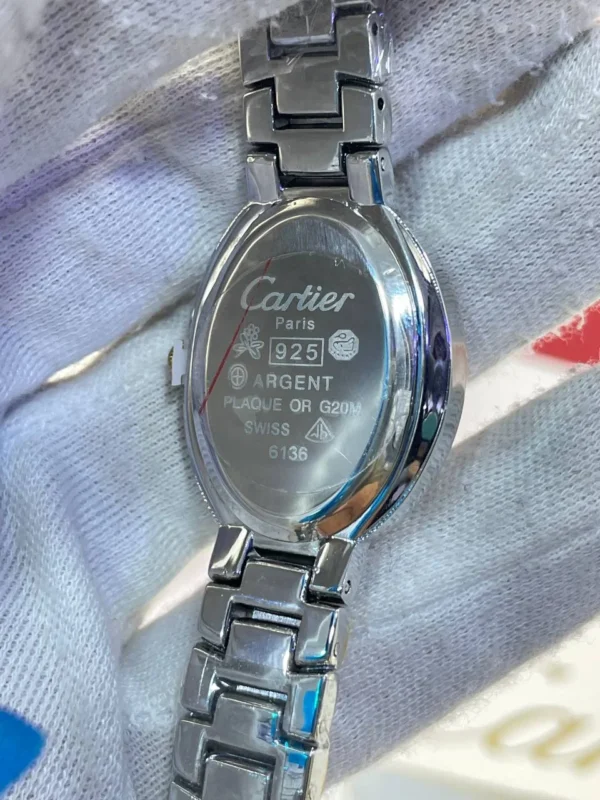 Cartier
Paris
925
ARGENT
PLAQUE OR G20M
SWISS
6136